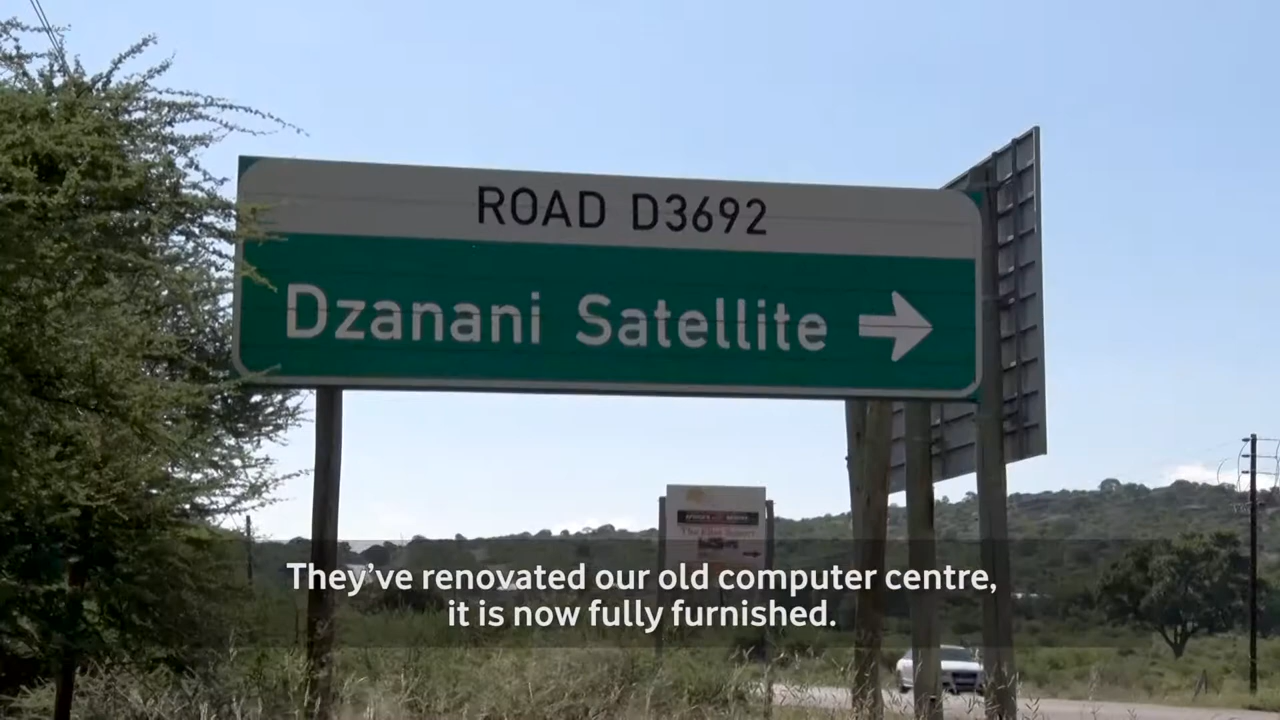 ROAD D3692
Dzanani Satellite
They've renovated our old computer centre,
it is now fully furnished.